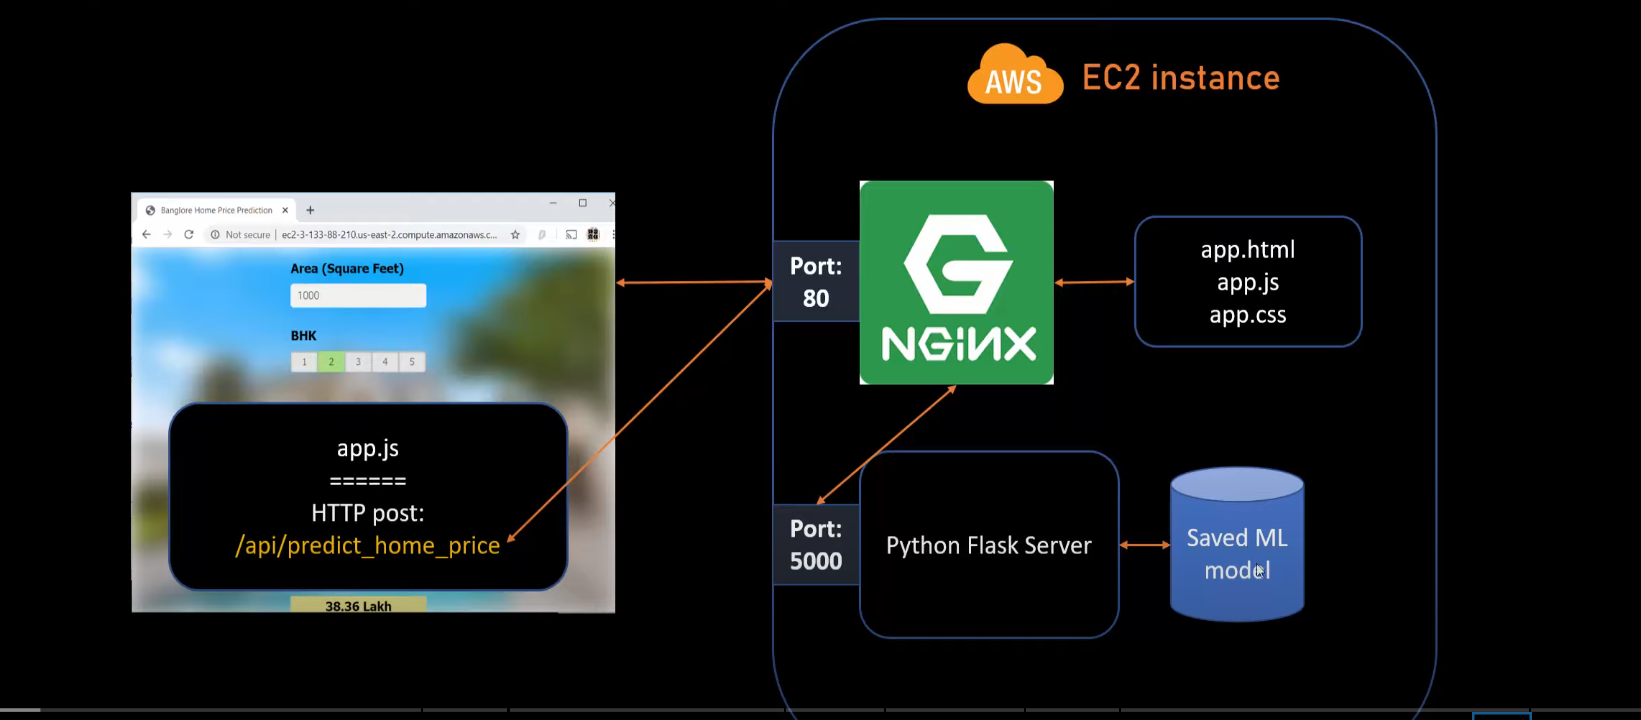 AWS EC2 instance
Banglore Home Price Prediction
Not secure | ec2-3-133-88-210.us-east-2.compute.amazonaws.c...
Area (Square Feet)
1000
BHK
1 2 3 4 5
app.js
======
HTTP post:
/api/predict_home_price
38.36 Lakh
Port:
80
NGiNX
app.html
app.js
app.css
Port:
5000
Python Flask Server
Saved ML
model